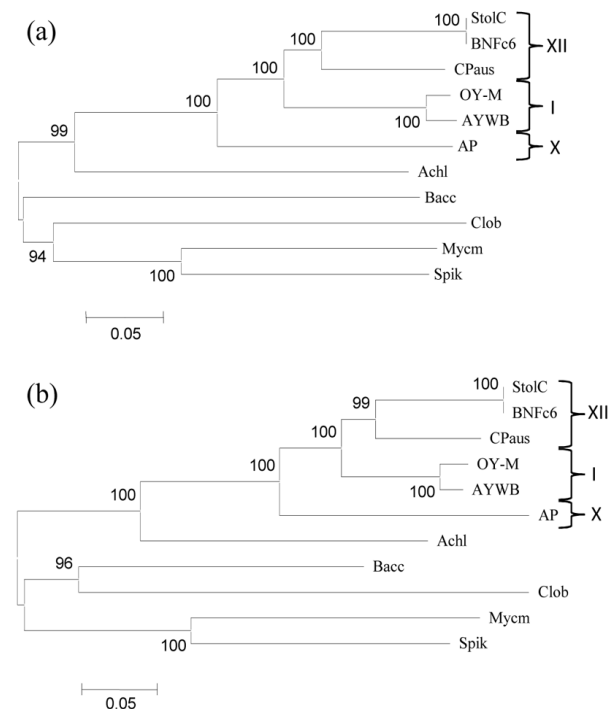 (a)
100
StolC
BNFc6
XII
100
CPaus
100
OY-M
I
100
AYWB
100
AP
X
99
Achl
Bacc
Clob
94
Mycm
100
Spik
0.05
(b)
100
StolC
BNFc6
XII
99
CPaus
100
OY-M
I
100
AYWB
100
AP
X
100
Achl
96
Bacc
Clob
Mycm
100
Spik
0.05